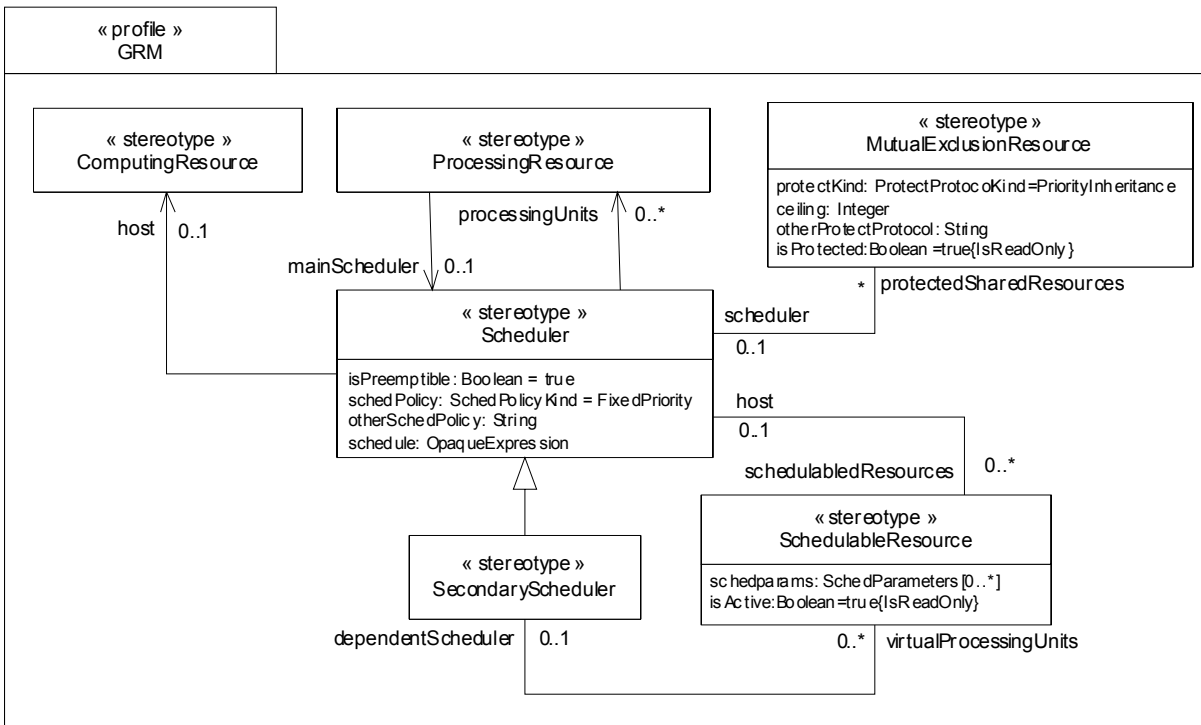 « profile »
GRM
« stereotype »
ComputingResource
« stereotype »
ProcessingResource
« stereotype »
MutualExclusionResource
protectKind: ProtectProtocolKind=PriorityInheritance
ceiling: Integer
otherProtectProtocol: String
isProtected:Boolean =true{IsReadOnly}
host
0..1
processingUnits
0..*
mainScheduler
0..1
* protectedSharedResources
« stereotype »
Scheduler
isPreemptible: Boolean = true
schedPolicy: SchedPolicyKind = FixedPriority
otherSchedPolicy: String
schedule: OpaqueExpression
scheduler
0..1
host
0..1
schedulabledResources
0..*
« stereotype »
SchedulableResource
schedparams: SchedParameters[0..*]
isActive:Boolean=true{IsReadOnly}
« stereotype »
SecondaryScheduler
dependentScheduler
0..1
0..*
virtualProcessingUnits